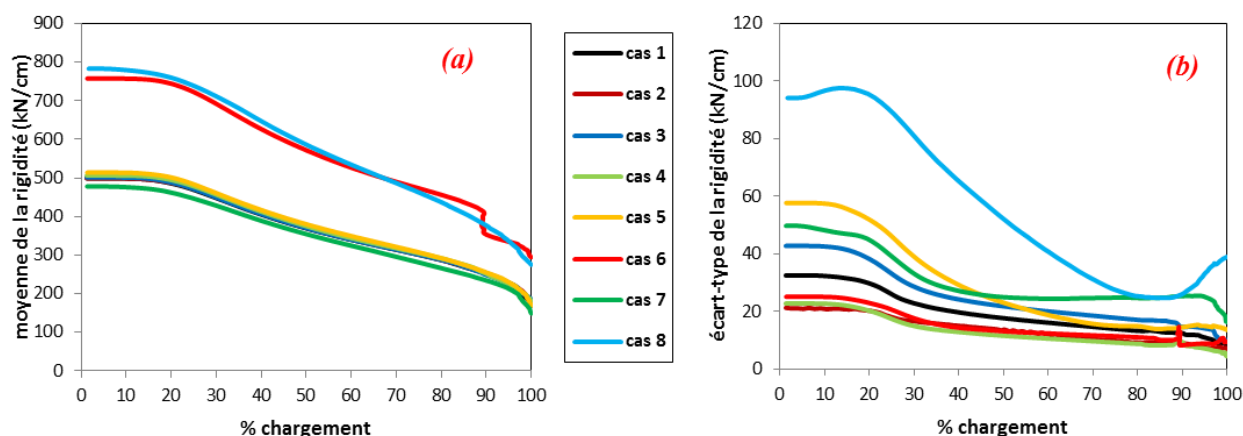 moyenne de la rigidité (kN/cm)
900
800
700
600
500
400
300
200
100
0
0 10 20 30 40 50 60 70 80 90 100
% chargement
(a)
cas 1
cas 2
cas 3
cas 4
cas 5
cas 6
cas 7
cas 8
écart-type de la rigidité (kN/cm)
120
100
80
60
40
20
0
0 10 20 30 40 50 60 70 80 90 100
% chargement
(b)